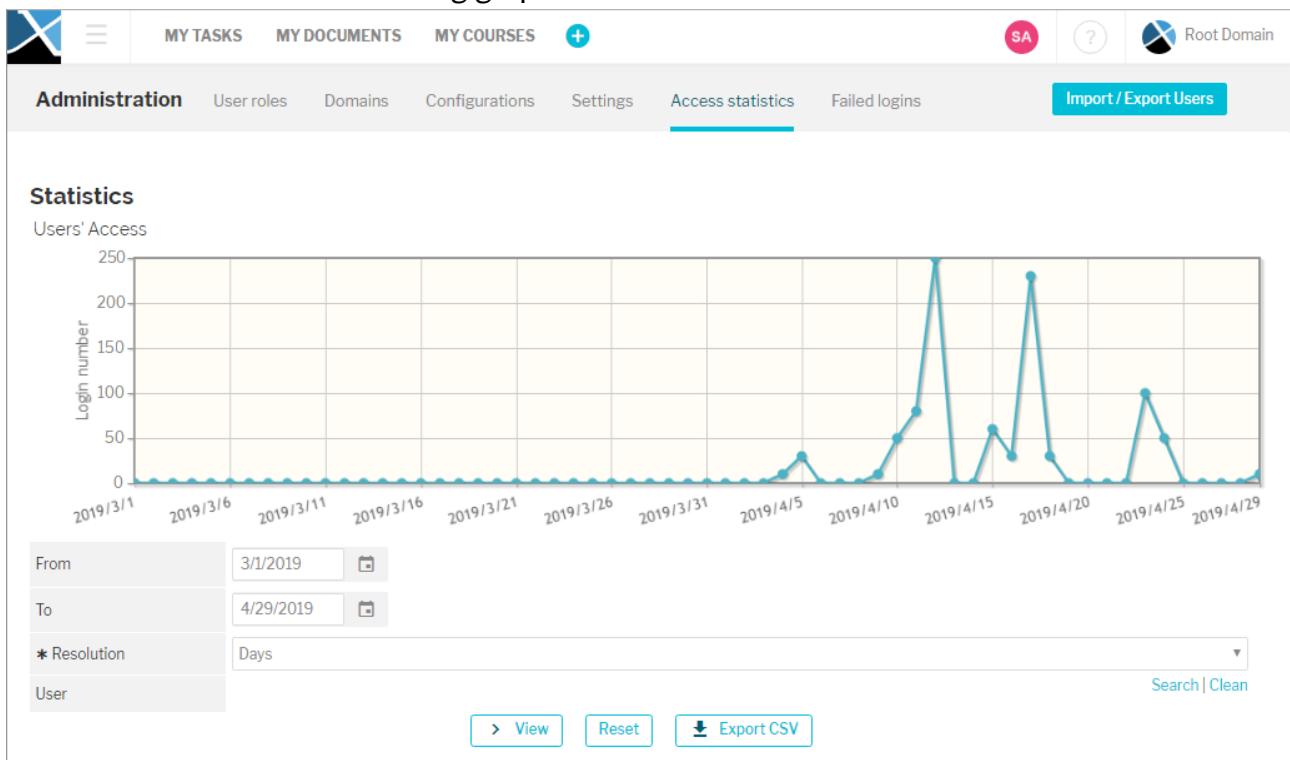 MY TASKS MY DOCUMENTS MY COURSES + SA ? Root Domain
Administration User roles Domains Configurations Settings Access statistics Failed logins Import / Export Users
Statistics
Users' Access
Login number
250
200
150
100
50
0
2019/3/1 2019/3/6 2019/3/11 2019/3/16 2019/3/21 2019/3/26 2019/3/31 2019/4/5 2019/4/10 2019/4/15 2019/4/20 2019/4/25 2019/4/29
From 3/1/2019
To 4/29/2019
✱ Resolution Days
User Search | Clean
> View Reset Export CSV